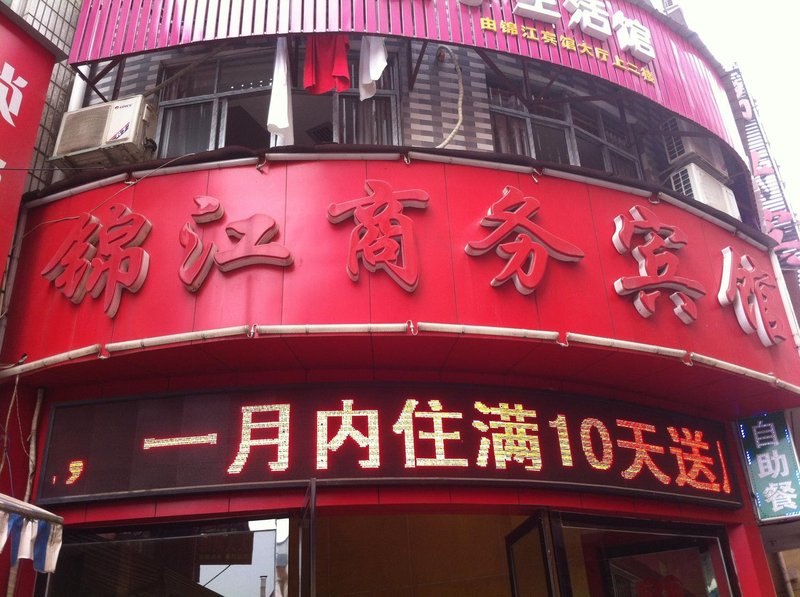 生活馆
由锦江宾馆大厅上二楼
锦江商务宾馆
，一月内住满10天送
自助餐